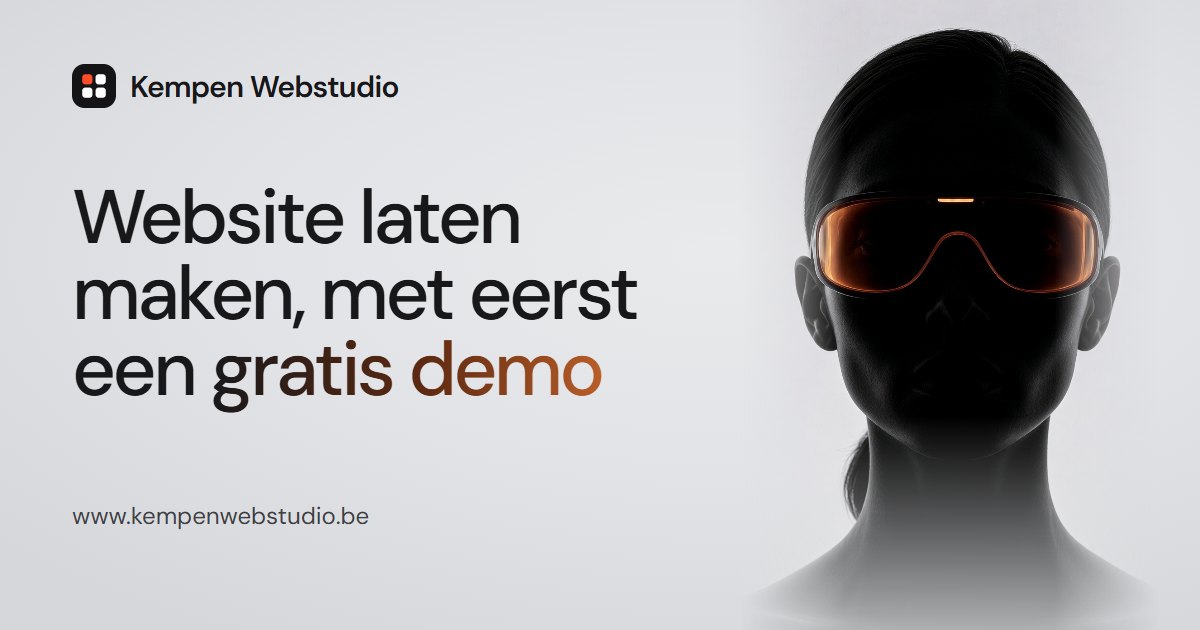 Kempen Webstudio
Website laten
maken, met eerst
een gratis demo
www.kempenwebstudio.be